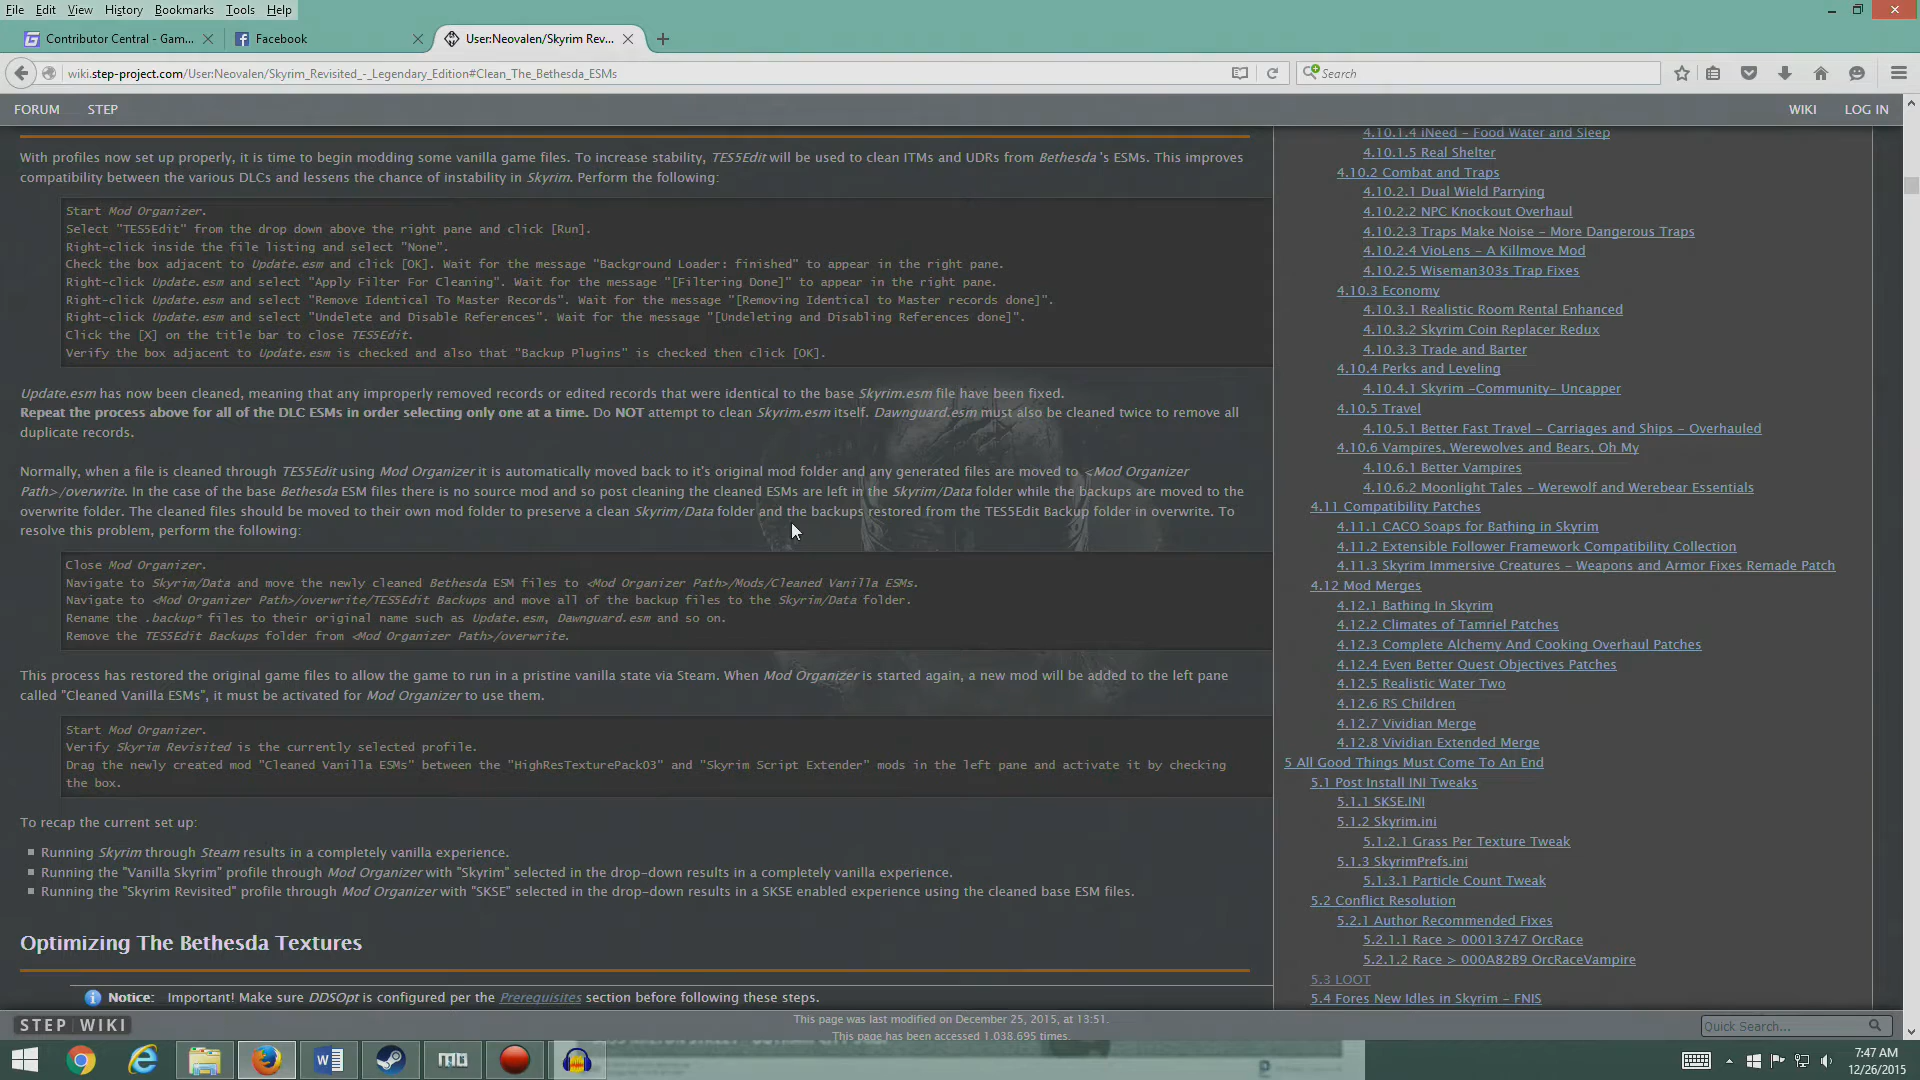 File Edit View History Bookmarks Tools Help
Contributor Central - Gam...
Facebook
User:Neovalen/Skyrim Rev...
wiki.step-project.com/User:Neovalen/Skyrim_Revisited_-_Legendary_Edition#Clean_The_Bethesda_ESMs
Search
FORUM STEP WIKI LOG IN
With profiles now set up properly, it is time to begin modding some vanilla game files. To increase stability, TES5Edit will be used to clean ITMs and UDRs from Bethesda 's ESMs. This improves
compatibility between the various DLCs and lessens the chance of instability in Skyrim. Perform the following:
Start Mod Organizer.
Select "TES5Edit" from the drop down above the right pane and click [Run].
Right-click inside the file listing and select "None".
Check the box adjacent to Update.esm and click [OK]. Wait for the message "Background Loader: finished" to appear in the right pane.
Right-click Update.esm and select "Apply Filter For Cleaning". Wait for the message "[Filtering Done]" to appear in the right pane.
Right-click Update.esm and select "Remove Identical To Master Records". Wait for the message "[Removing Identical to Master records done]".
Right-click Update.esm and select "Undelete and Disable References". Wait for the message "[Undeleting and Disabling References done]".
Click the [X] on the title bar to close TES5Edit.
Verify the box adjacent to Update.esm is checked and also that "Backup Plugins" is checked then click [OK].
Update.esm has now been cleaned, meaning that any improperly removed records or edited records that were identical to the base Skyrim.esm file have been fixed.
Repeat the process above for all of the DLC ESMs in order selecting only one at a time. Do NOT attempt to clean Skyrim.esm itself. Dawnguard.esm must also be cleaned twice to remove all
duplicate records.
Normally, when a file is cleaned through TES5Edit using Mod Organizer it is automatically moved back to it's original mod folder and any generated files are moved to <Mod Organizer
Path>/overwrite. In the case of the base Bethesda ESM files there is no source mod and so post cleaning the cleaned ESMs are left in the Skyrim/Data folder while the backups are moved to the
overwrite folder. The cleaned files should be moved to their own mod folder to preserve a clean Skyrim/Data folder and the backups restored from the TES5Edit Backup folder in overwrite. To
resolve this problem, perform the following:
Close Mod Organizer.
Navigate to Skyrim/Data and move the newly cleaned Bethesda ESM files to <Mod Organizer Path>/Mods/Cleaned Vanilla ESMs.
Navigate to <Mod Organizer Path>/overwrite/TES5Edit Backups and move all of the backup files to the Skyrim/Data folder.
Rename the .backup* files to their original name such as Update.esm, Dawnguard.esm and so on.
Remove the TES5Edit Backups folder from <Mod Organizer Path>/overwrite.
This process has restored the original game files to allow the game to run in a pristine vanilla state via Steam. When Mod Organizer is started again, a new mod will be added to the left pane
called "Cleaned Vanilla ESMs", it must be activated for Mod Organizer to use them.
Start Mod Organizer.
Verify Skyrim Revisited is the currently selected profile.
Drag the newly created mod "Cleaned Vanilla ESMs" between the "HighResTexturePack03" and "Skyrim Script Extender" mods in the left pane and activate it by checking
the box.
To recap the current set up:
Running Skyrim through Steam results in a completely vanilla experience.
Running the "Vanilla Skyrim" profile through Mod Organizer with "Skyrim" selected in the drop-down results in a completely vanilla experience.
Running the "Skyrim Revisited" profile through Mod Organizer with "SKSE" selected in the drop-down results in a SKSE enabled experience using the cleaned base ESM files.
Optimizing The Bethesda Textures
Notice: Important! Make sure DDSOpt is configured per the Prerequisites section before following these steps.
4.10.1.4 iNeed – Food Water and Sleep
4.10.1.5 Real Shelter
4.10.2 Combat and Traps
4.10.2.1 Dual Wield Parrying
4.10.2.2 NPC Knockout Overhaul
4.10.2.3 Traps Make Noise – More Dangerous Traps
4.10.2.4 VioLens – A Killmove Mod
4.10.2.5 Wiseman303s Trap Fixes
4.10.3 Economy
4.10.3.1 Realistic Room Rental Enhanced
4.10.3.2 Skyrim Coin Replacer Redux
4.10.3.3 Trade and Barter
4.10.4 Perks and Leveling
4.10.4.1 Skyrim –Community– Uncapper
4.10.5 Travel
4.10.5.1 Better Fast Travel – Carriages and Ships – Overhauled
4.10.6 Vampires, Werewolves and Bears, Oh My
4.10.6.1 Better Vampires
4.10.6.2 Moonlight Tales – Werewolf and Werebear Essentials
4.11 Compatibility Patches
4.11.1 CACO Soaps for Bathing in Skyrim
4.11.2 Extensible Follower Framework Compatibility Collection
4.11.3 Skyrim Immersive Creatures – Weapons and Armor Fixes Remade Patch
4.12 Mod Merges
4.12.1 Bathing In Skyrim
4.12.2 Climates of Tamriel Patches
4.12.3 Complete Alchemy And Cooking Overhaul Patches
4.12.4 Even Better Quest Objectives Patches
4.12.5 Realistic Water Two
4.12.6 RS Children
4.12.7 Vividian Merge
4.12.8 Vividian Extended Merge
5 All Good Things Must Come To An End
5.1 Post Install INI Tweaks
5.1.1 SKSE.INI
5.1.2 Skyrim.ini
5.1.2.1 Grass Per Texture Tweak
5.1.3 SkyrimPrefs.ini
5.1.3.1 Particle Count Tweak
5.2 Conflict Resolution
5.2.1 Author Recommended Fixes
5.2.1.1 Race > 00013747 OrcRace
5.2.1.2 Race > 000A82B9 OrcRaceVampire
5.3 LOOT
5.4 Fores New Idles in Skyrim – FNIS
STEP WIKI
This page was last modified on December 25, 2015, at 13:51.
This page has been accessed 1,038,695 times.
Quick Search...
7:47 AM
12/26/2015